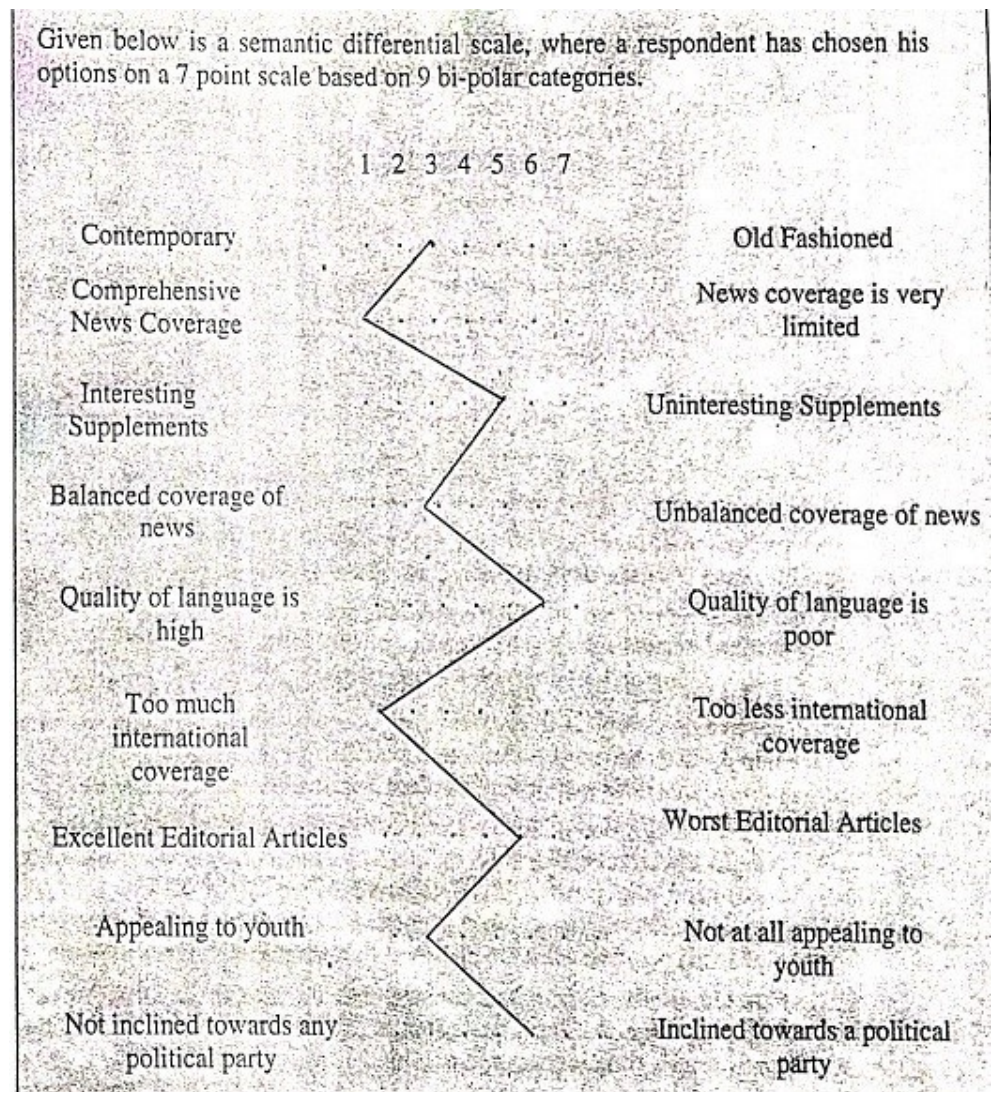 Given below is a semantic differential scale, where a respondent has chosen his
options on a 7 point scale based on 9 bi-polar categories.
1 2 3 4 5 6 7
Contemporary
Old Fashioned
Comprehensive
News Coverage
News coverage is very
limited
Interesting
Supplements
Uninteresting Supplements
Balanced coverage of
news
Unbalanced coverage of news
Quality of language is
high
Quality of language is
poor
Too much
international
coverage
Too less international
coverage
Excellent Editorial Articles
Worst Editorial Articles
Appealing to youth
Not at all appealing to
youth
Not inclined towards any
political party
Inclined towards a political
party